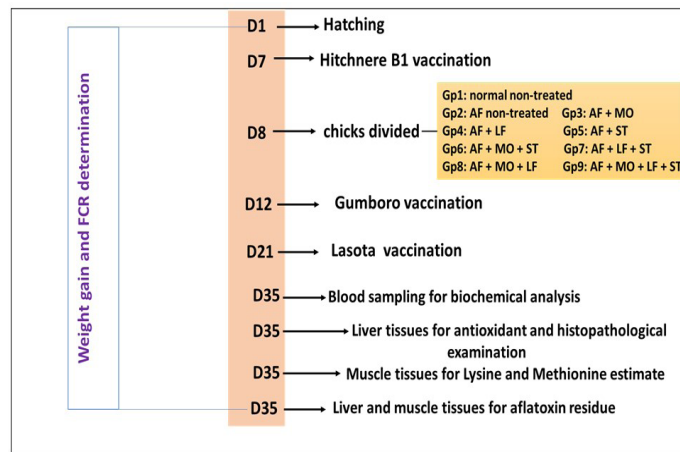 Weight gain and FCR determination
D1 Hatching
D7 Hitchnere B1 vaccination
D8 chicks divided
Gp1: normal non-treated
Gp2: AF non-treated Gp3: AF + MO
Gp4: AF + LF Gp5: AF + ST
Gp6: AF + MO + ST Gp7: AF + LF + ST
Gp8: AF + MO + LF Gp9: AF + MO + LF + ST
D12 Gumboro vaccination
D21 Lasota vaccination
D35 Blood sampling for biochemical analysis
D35 Liver tissues for antioxidant and histopathological
examination
D35 Muscle tissues for Lysine and Methionine estimate
D35 Liver and muscle tissues for aflatoxin residue